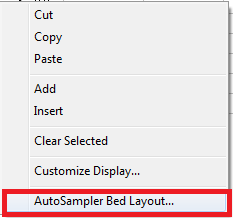 Cut
Copy
Paste
Add
Insert
Clear Selected
Customize Display...
AutoSampler Bed Layout...